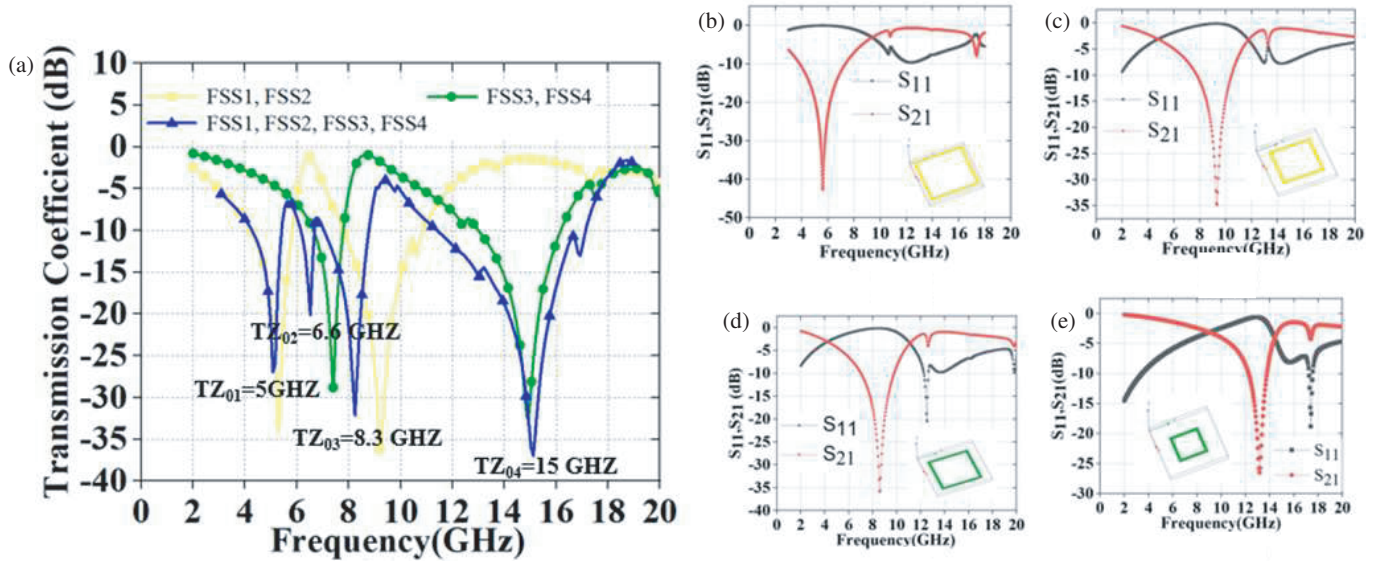 (a)
Transmission Coefficient (dB)
10
5
0
-5
-10
-15
-20
-25
-30
-35
-40
FSS1, FSS2
FSS3, FSS4
FSS1, FSS2, FSS3, FSS4
TZ02=6.6 GHZ
TZ01=5GHZ
TZ03=8.3 GHZ
TZ04=15 GHZ
0 2 4 6 8 10 12 14 16 18 20
Frequency(GHz)
(b)
S11,S21(dB)
0
-10
-20
-30
-40
-50
S11
S21
0 2 4 6 8 10 12 14 16 18 20
Frequency(GHz)
(c)
S11,S21(dB)
0
-5
-10
-15
-20
-25
-30
-35
S11
S21
0 2 4 6 8 10 12 14 16 18 20
Frequency(GHz)
(d)
S11,S21 (dB)
0
-5
-10
-15
-20
-25
-30
-35
-40
S11
S21
0 2 4 6 8 10 12 14 16 18 20
Frequency(GHz)
(e)
S11,S21(dB)
0
-5
-10
-15
-20
-25
-30
S11
S21
0 2 4 6 8 10 12 14 16 18 20
Frequency(GHz)